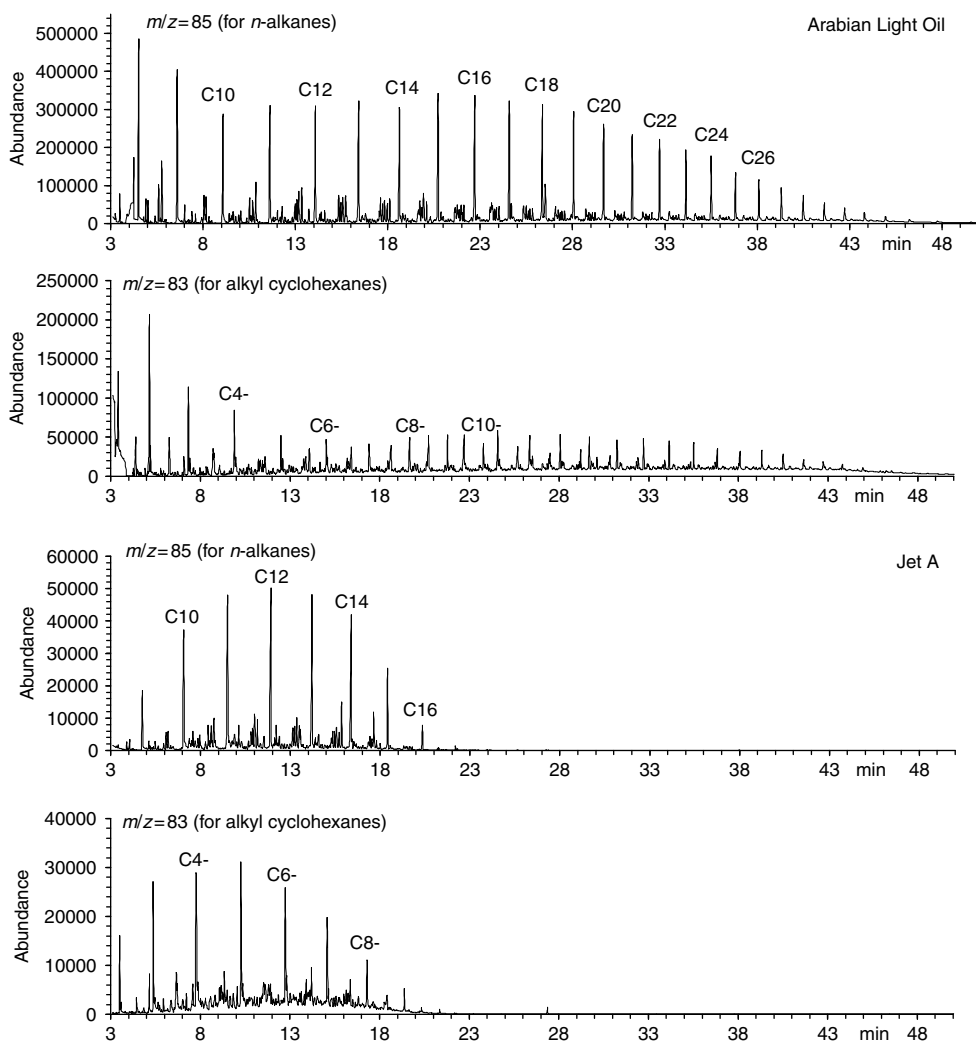 m/z=85 (for n-alkanes)
Arabian Light Oil
500000
400000
300000
200000
100000
0
Abundance
C10
C12
C14
C16
C18
C20
C22
C24
C26
3 8 13 18 23 28 33 38 43 min 48
m/z=83 (for alkyl cyclohexanes)
250000
200000
150000
100000
50000
0
Abundance
C4-
C6-
C8-
C10-
3 8 13 18 23 28 33 38 43 min 48
m/z=85 (for n-alkanes)
Jet A
60000
50000
40000
30000
20000
10000
0
Abundance
C10
C12
C14
C16
3 8 13 18 23 28 33 38 43 min 48
m/z=83 (for alkyl cyclohexanes)
40000
30000
20000
10000
0
Abundance
C4-
C6-
C8-
3 8 13 18 23 28 33 38 43 min 48